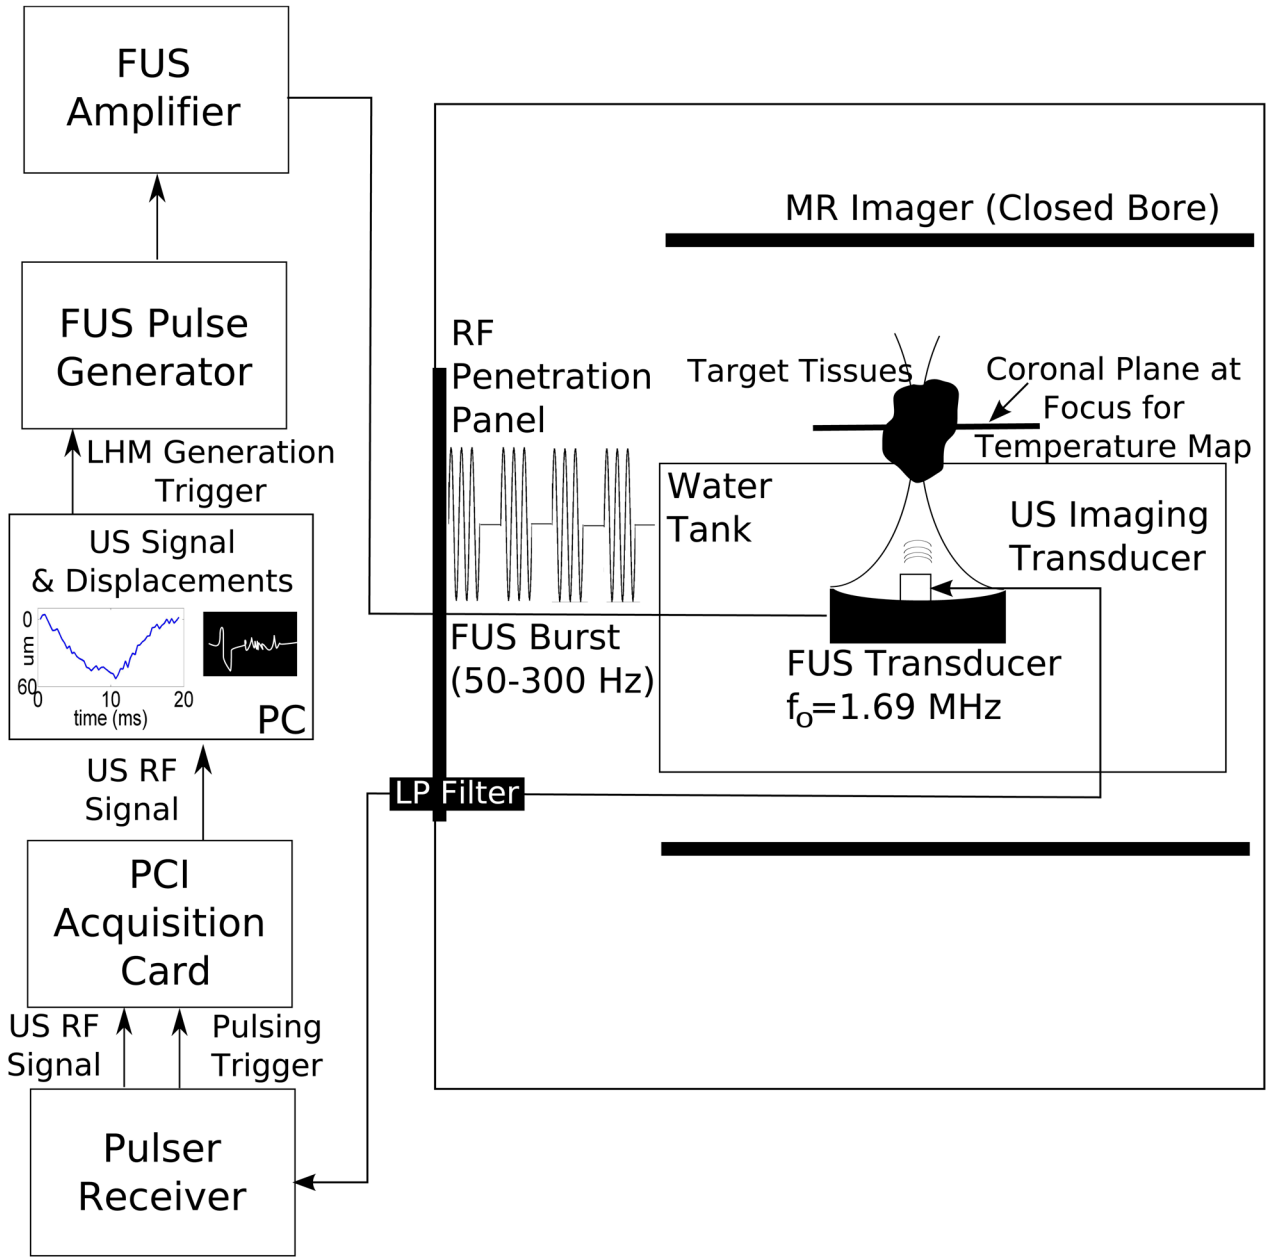 FUS
Amplifier
MR Imager (Closed Bore)
FUS Pulse
Generator
RF
Penetration
Panel
Target Tissues
Coronal Plane at
Focus for
Temperature Map
LHM Generation
Trigger
Water
Tank
US Imaging
Transducer
US Signal
& Displacements
0
um
60
0 10 20
time (ms)
PC
FUS Burst
(50-300 Hz)
FUS Transducer
fo=1.69 MHz
US RF
Signal
LP Filter
PCI
Acquisition
Card
US RF
Signal
Pulsing
Trigger
Pulser
Receiver